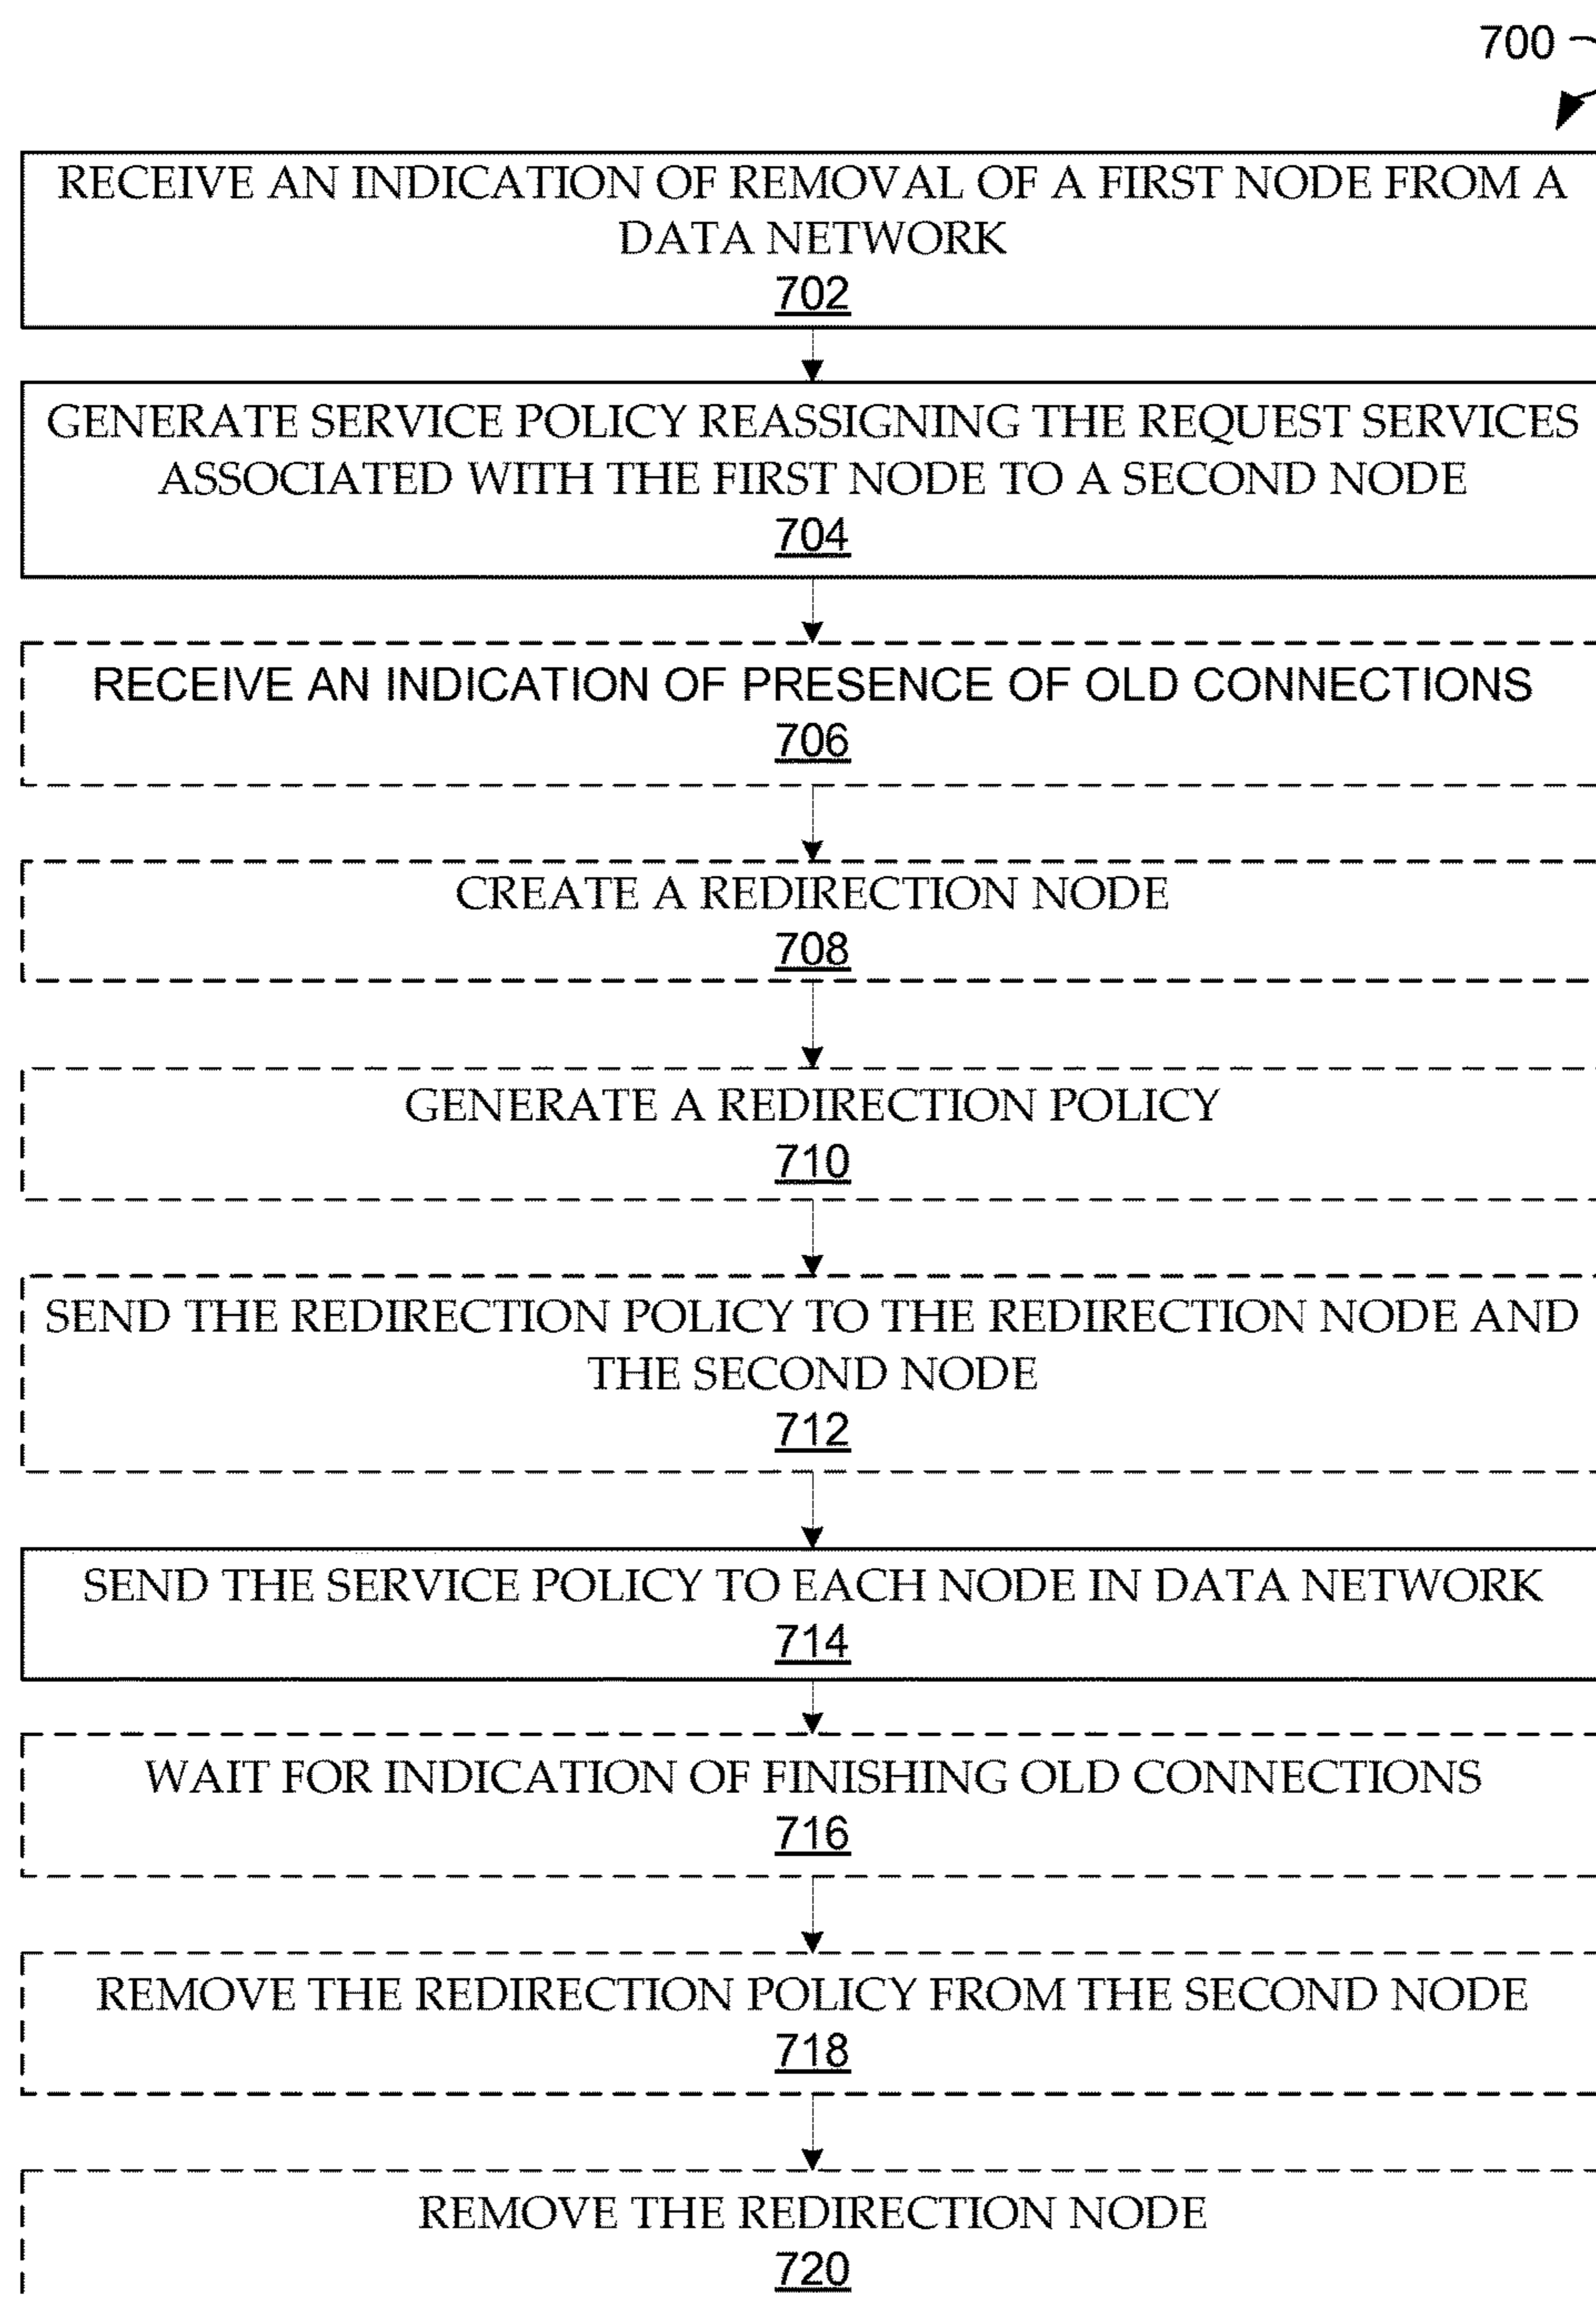 700
RECEIVE AN INDICATION OF REMOVAL OF A FIRST NODE FROM A
DATA NETWORK
702
GENERATE SERVICE POLICY REASSIGNING THE REQUEST SERVICES
ASSOCIATED WITH THE FIRST NODE TO A SECOND NODE
704
RECEIVE AN INDICATION OF PRESENCE OF OLD CONNECTIONS
706
CREATE A REDIRECTION NODE
708
GENERATE A REDIRECTION POLICY
710
SEND THE REDIRECTION POLICY TO THE REDIRECTION NODE AND
THE SECOND NODE
712
SEND THE SERVICE POLICY TO EACH NODE IN DATA NETWORK
714
WAIT FOR INDICATION OF FINISHING OLD CONNECTIONS
716
REMOVE THE REDIRECTION POLICY FROM THE SECOND NODE
718
REMOVE THE REDIRECTION NODE
720